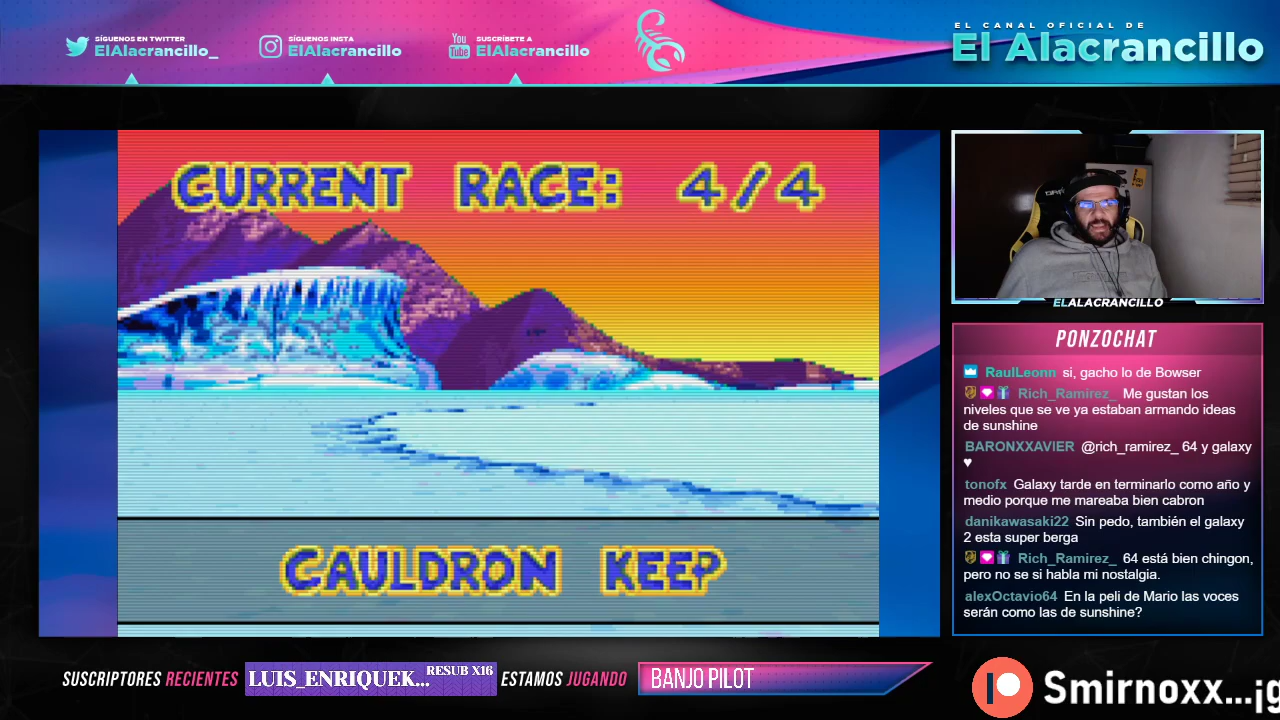 SÍGUENOS EN TWITTER
ElAlacrancillo_
SÍGUENOS INSTA
ElAlacrancillo
You
Tube
SUSCRÍBETE A
ElAlacrancillo
EL CANAL OFICIAL DE
El Alacrancillo
CURRENT RACE: 4/4
CAULDRON KEEP
ELALACRANCILLO
PONZOCHAT
RaulLeonn si, gacho lo de Bowser
Rich_Ramirez_ Me gustan los
niveles que se ve ya estaban armando ideas
de sunshine
BARONXXAVIER @rich_ramirez_ 64 y galaxy
♥
tonofx Galaxy tarde en terminarlo como año y
medio porque me mareaba bien cabron
danikawasaki22 Sin pedo, también el galaxy
2 esta super berga
Rich_Ramirez_ 64 está bien chingon,
pero no se si habla mi nostalgia.
alexOctavio64 En la peli de Mario las voces
serán como las de sunshine?
SUSCRIPTORES RECIENTES
LUIS_ENRIQUEK...
RESUB X16
ESTAMOS JUGANDO
BANJO PILOT
Smirnoxx...jg